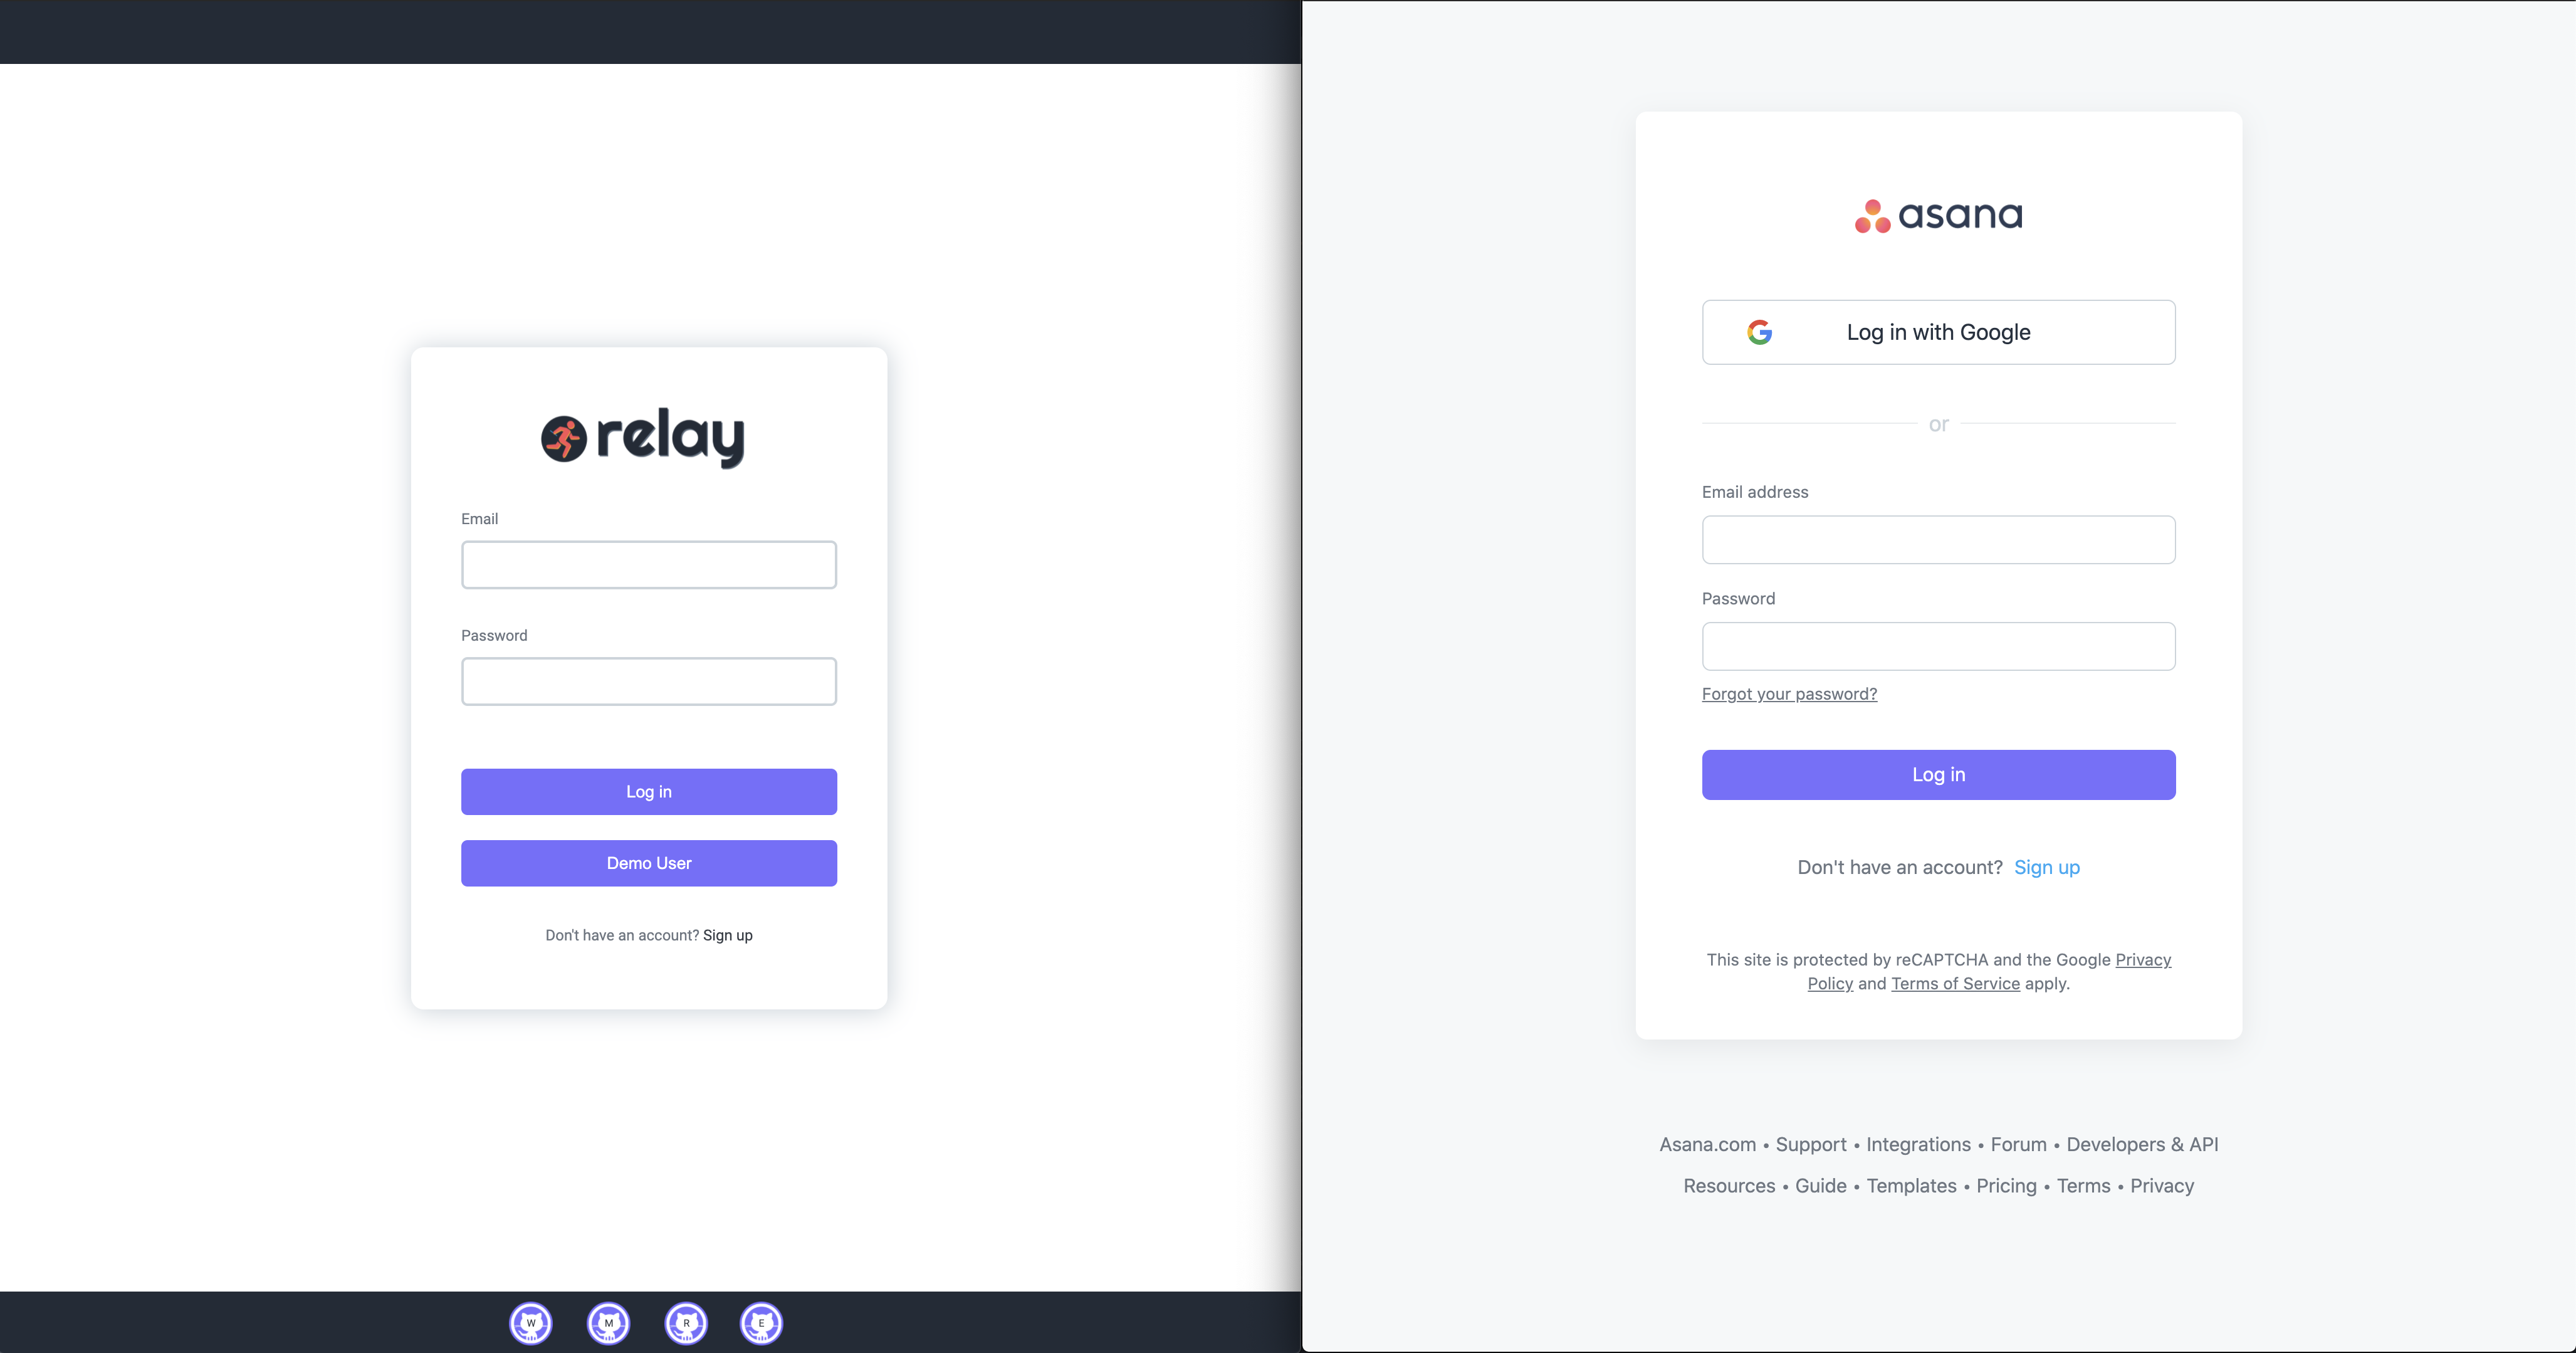 relay
Email
Password
Log in
Demo User
Don't have an account? Sign up
W M R E
asana
Log in with Google
or
Email address
Password
Forgot your password?
Log in
Don't have an account? Sign up
This site is protected by reCAPTCHA and the Google Privacy
Policy and Terms of Service apply.
Asana.com • Support • Integrations • Forum • Developers & API
Resources • Guide • Templates • Pricing • Terms • Privacy